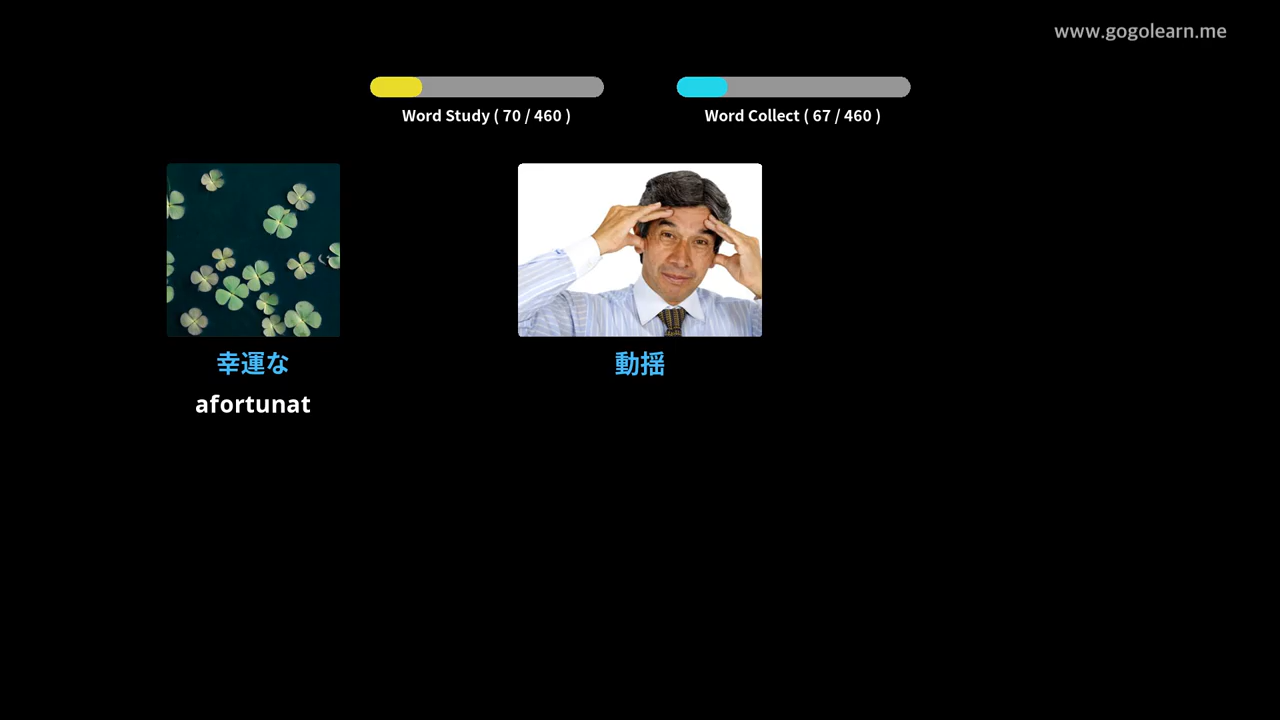 www.gogolearn.me
Word Study ( 70 / 460 )
Word Collect ( 67 / 460 )
幸運な
動揺
afortunat